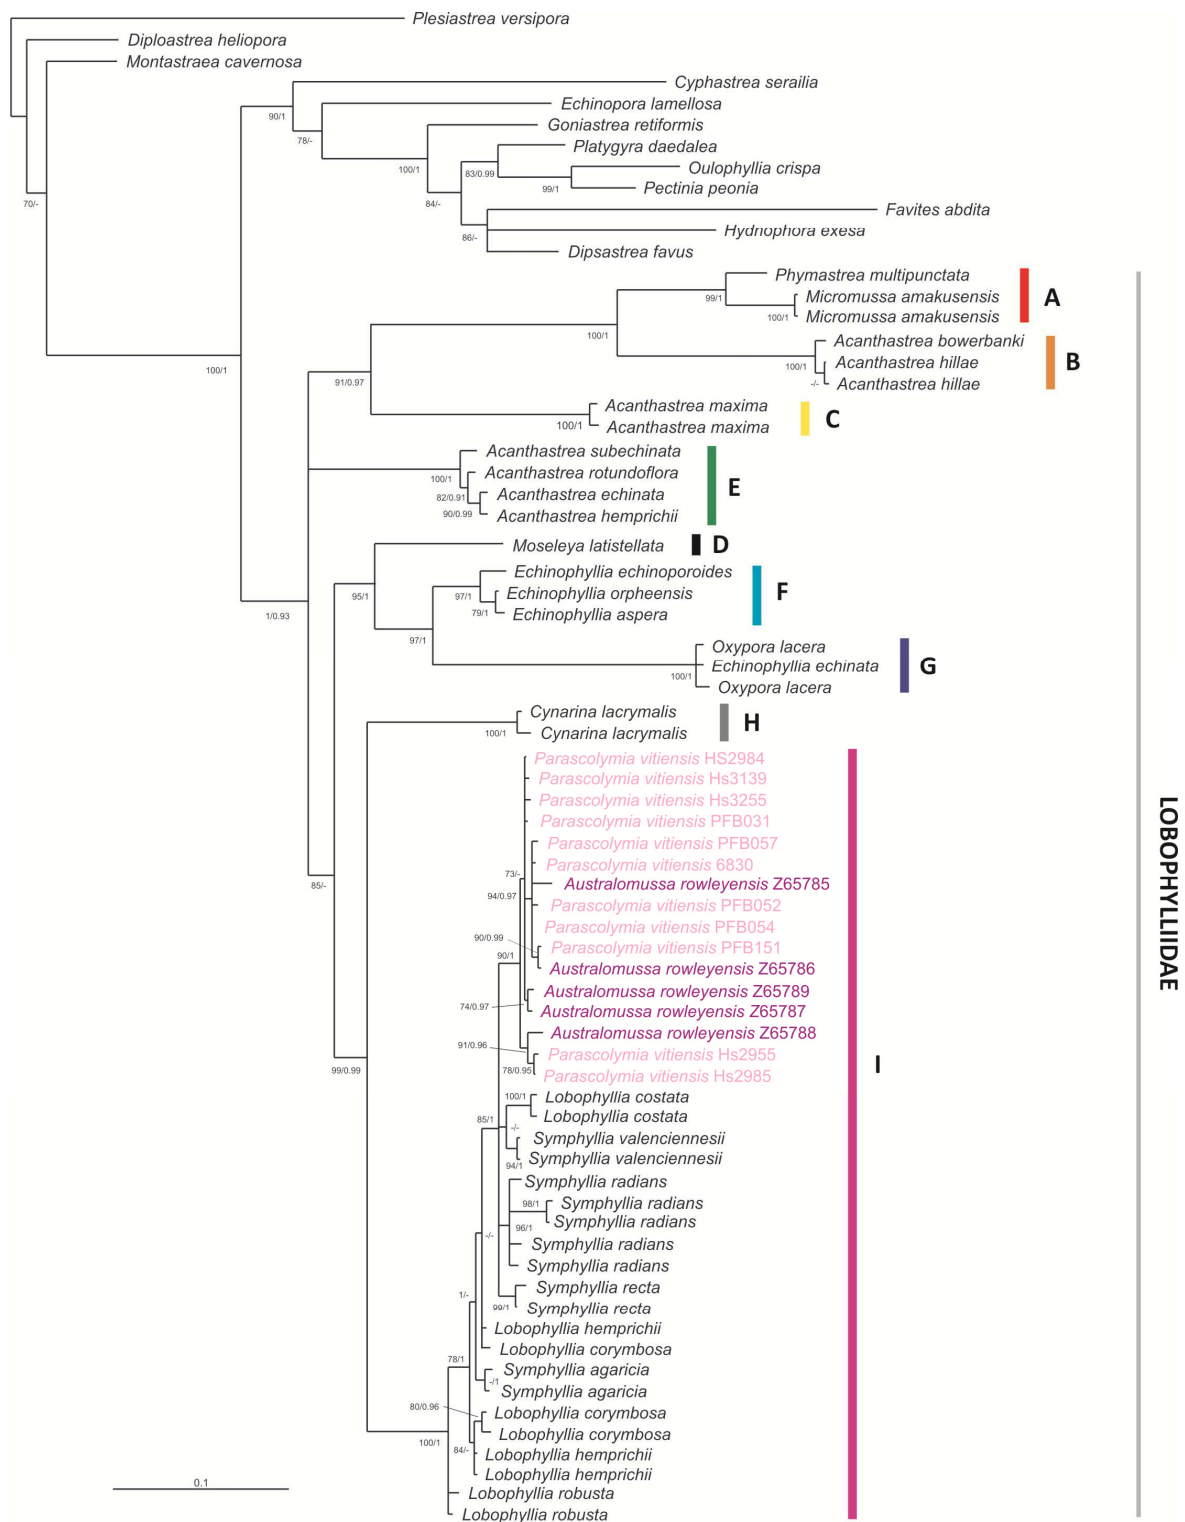 Plesiastrea versipora
Diploastrea heliopora
Montastraea cavernosa
Cyphastrea serailia
90/1
Echinopora lamellosa
78/-
Goniastrea retiformis
100/1
Platygyra daedalea
83/0.99
Oulophyllia crispa
99/1
Pectinia peonia
70/-
84/-
Favites abdita
Hydnophora exesa
86/-
Dipsastrea favus
Phymastrea multipunctata
99/1
Micromussa amakusensis
A
100/1
Micromussa amakusensis
100/1
Acanthastrea bowerbanki
100/1
Acanthastrea hillae
B
-/-
Acanthastrea hillae
100/1
91/0.97
Acanthastrea maxima
100/1
Acanthastrea maxima
C
Acanthastrea subechinata
100/1
Acanthastrea rotundoflora
82/0.91
Acanthastrea echinata
E
90/0.99
Acanthastrea hemprichii
Moseleya latistellata
D
Echinophyllia echinoporoides
97/1
Echinophyllia orpheensis
F
95/1
79/1
Echinophyllia aspera
1/0.93
97/1
Oxypora lacera
Echinophyllia echinata
G
100/1
Oxypora lacera
Cynarina lacrymalis
H
100/1
Cynarina lacrymalis
Parascolymia vitiensis HS2984
Parascolymia vitiensis Hs3139
Parascolymia vitiensis Hs3255
Parascolymia vitiensis PFB031
Parascolymia vitiensis PFB057
Parascolymia vitiensis 6830
73/-
85/-
Australomussa rowleyensis Z65785
94/0.97
Parascolymia vitiensis PFB052
LOBOPHYLLIIDAE
Parascolymia vitiensis PFB054
90/0.99
Parascolymia vitiensis PFB151
90/1
Australomussa rowleyensis Z65786
Australomussa rowleyensis Z65789
74/0.97
Australomussa rowleyensis Z65787
Australomussa rowleyensis Z65788
91/0.96
Parascolymia vitiensis Hs2955
I
99/0.99
78/0.95
Parascolymia vitiensis Hs2985
100/1
Lobophyllia costata
Lobophyllia costata
85/1
-/-
Symphyllia valenciennesii
94/1
Symphyllia valenciennesii
Symphyllia radians
98/1
Symphyllia radians
Symphyllia radians
96/1
-/-
Symphyllia radians
Symphyllia radians
Symphyllia recta
1/-
99/1
Symphyllia recta
Lobophyllia hemprichii
Lobophyllia corymbosa
78/1
Symphyllia agaricia
-/1
Symphyllia agaricia
80/0.96
Lobophyllia corymbosa
Lobophyllia corymbosa
100/1
84/-
Lobophyllia hemprichii
Lobophyllia hemprichii
0.1
Lobophyllia robusta
Lobophyllia robusta